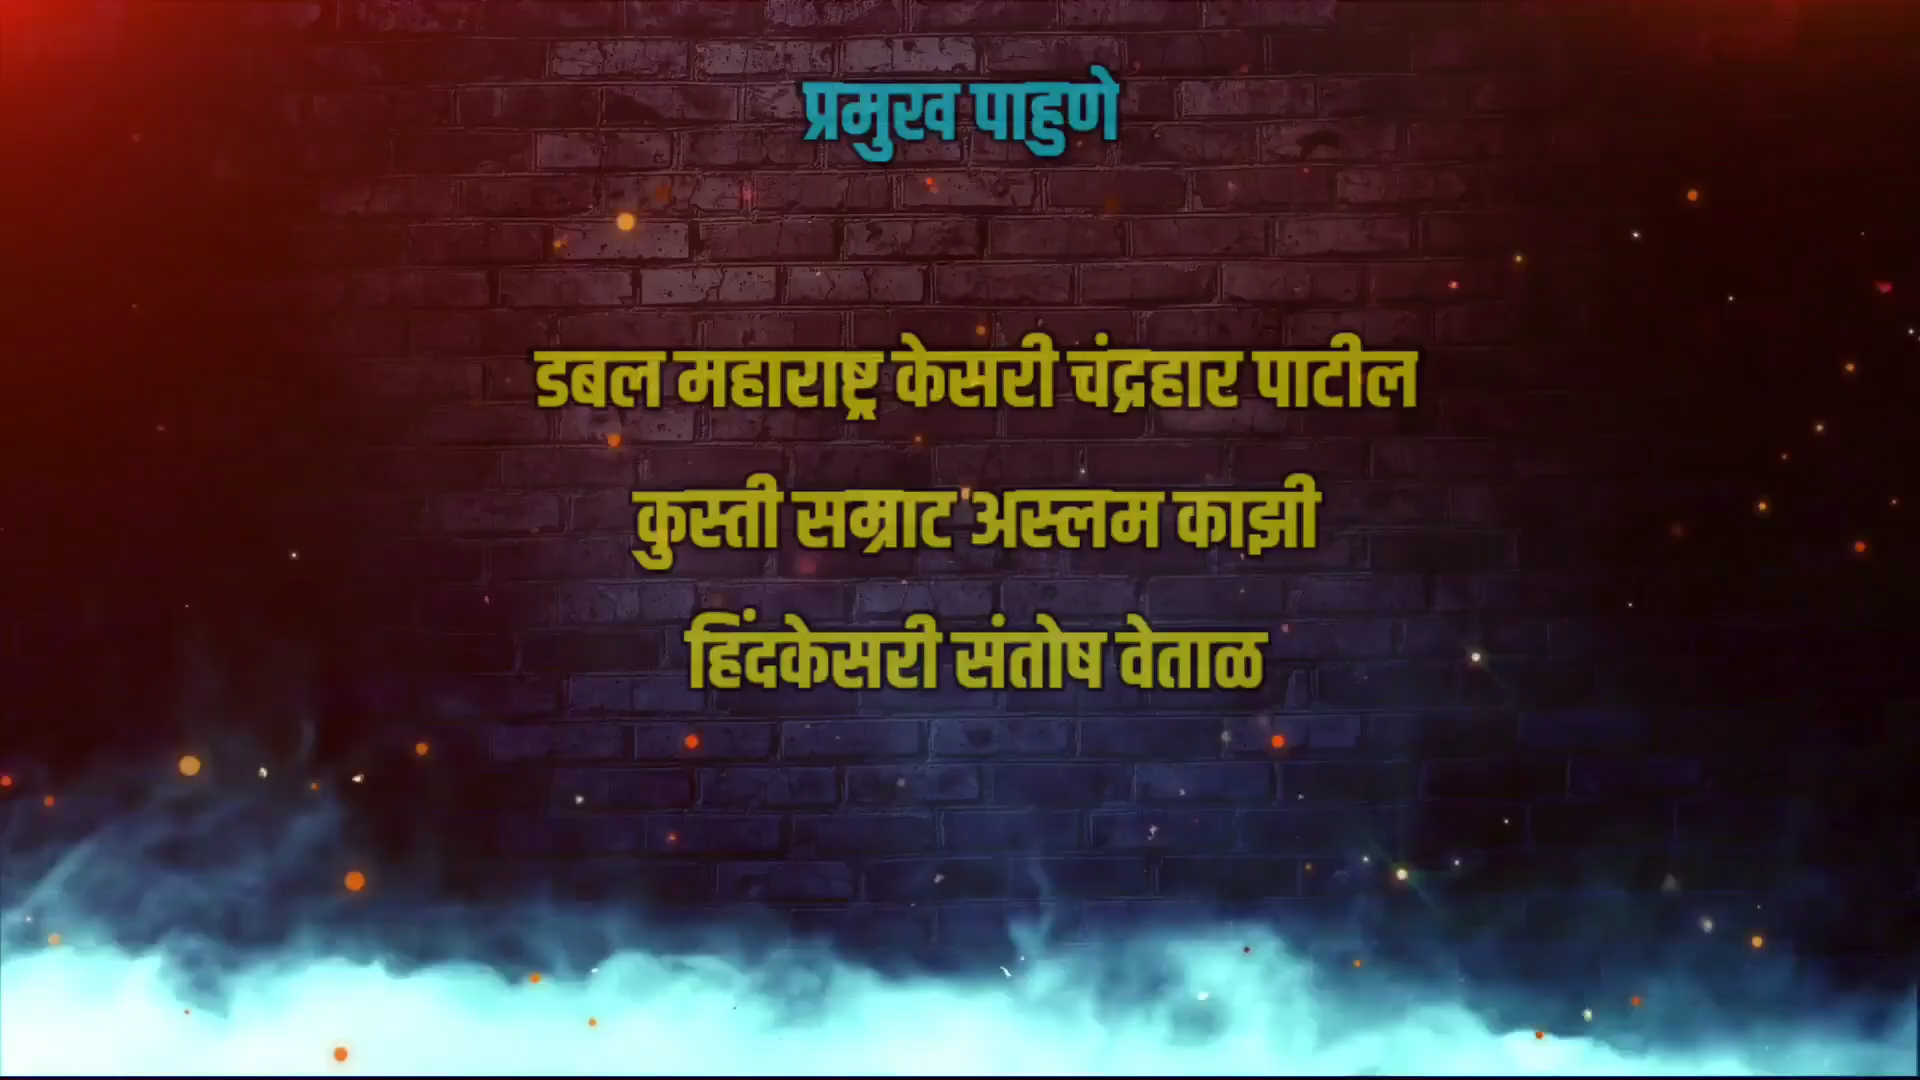 प्रमुख पाहुणे
डबल महाराष्ट्र केसरी चंद्रहार पाटील
कुस्ती सम्राट अस्लम काझी
हिंदकेसरी संतोष वेताळ